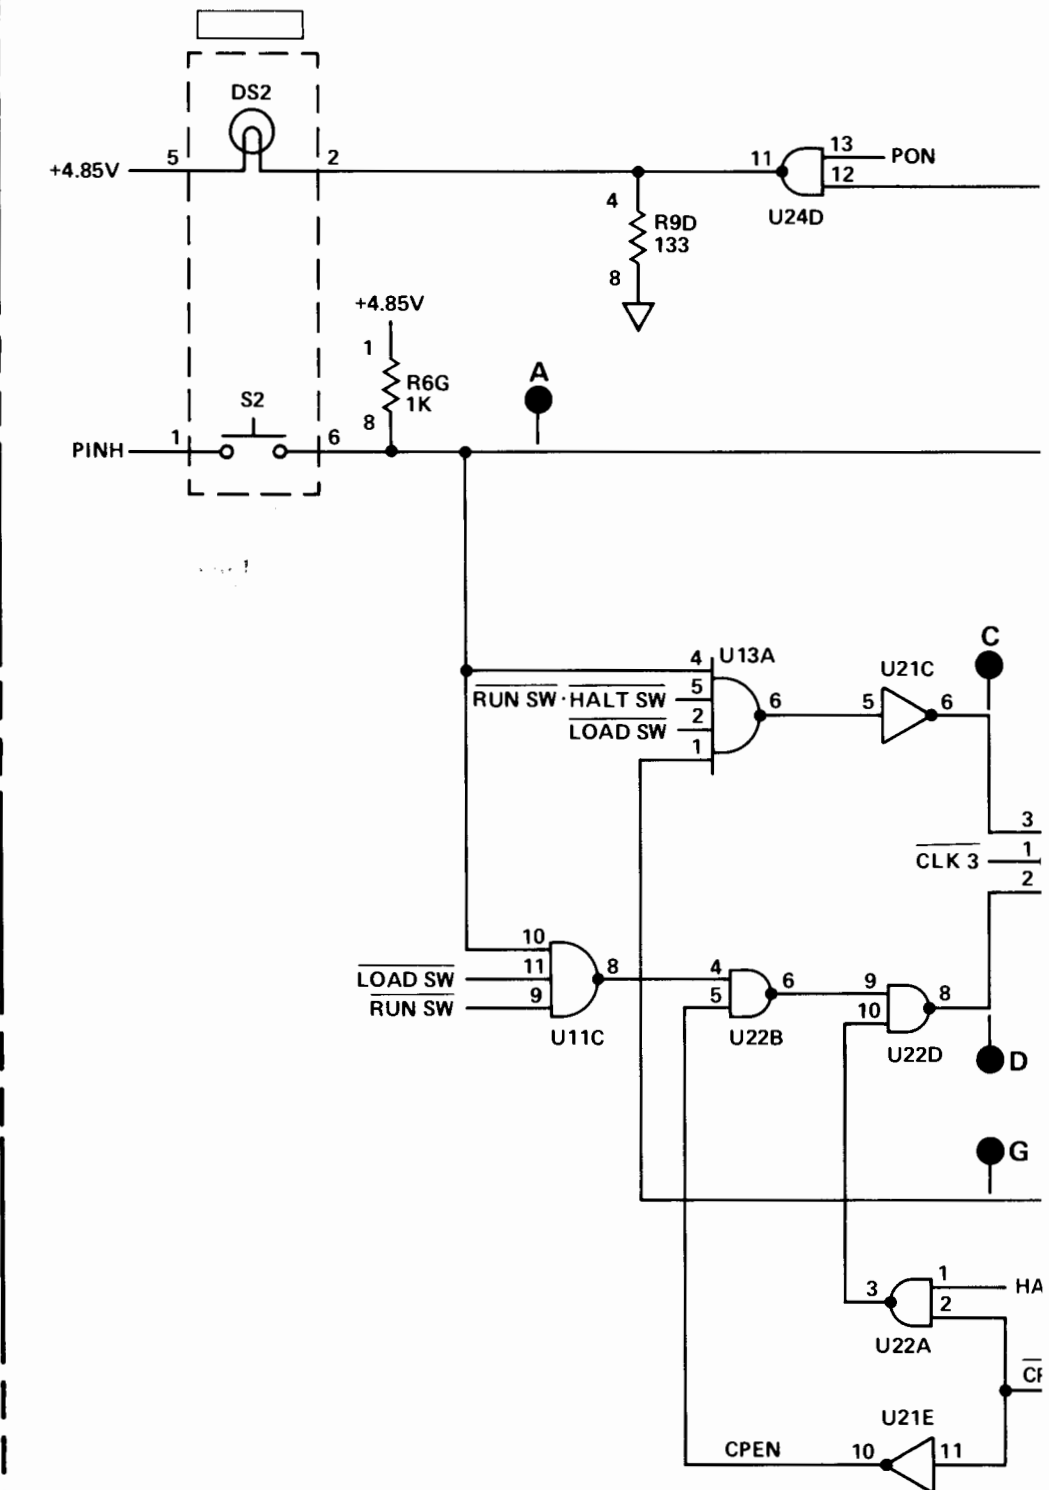 DS2
+4.85V
5
2
11
13
PON
12
U24D
4
R9D
133
8
+4.85V
1
R6G
1K
8
A
S2
PINH
1
6
C
4
U13A
U21C
RUN SW · HALT SW
5
6
5
6
LOAD SW
2
1
3
CLK 3
1
2
10
LOAD SW
11
8
4
6
9
8
RUN SW
9
5
10
U11C
U22B
U22D
D
G
1
HA
3
2
U22A
U21E
CPEN
10
11